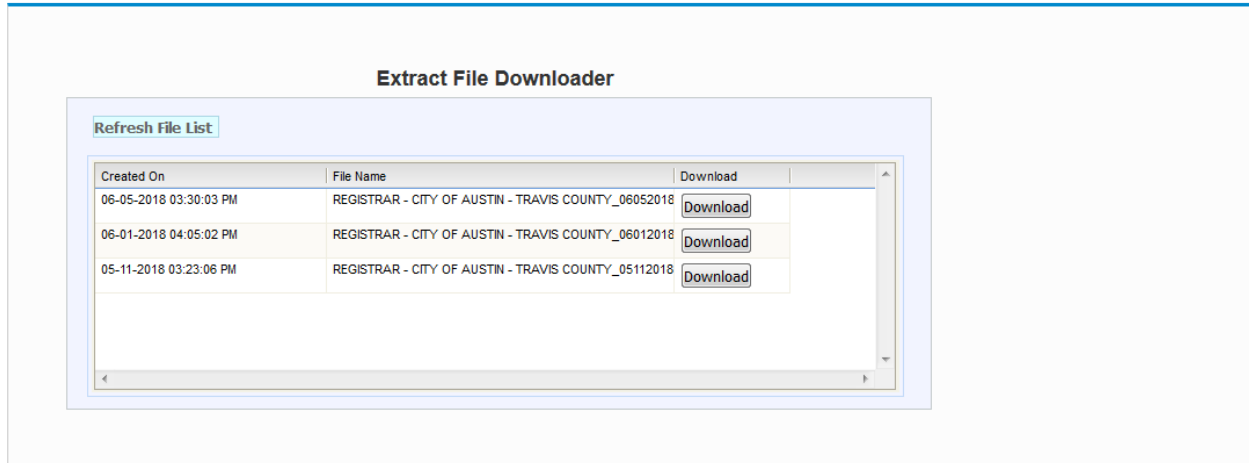 Extract File Downloader
Refresh File List
Created On File Name Download
06-05-2018 03:30:03 PM REGISTRAR - CITY OF AUSTIN - TRAVIS COUNTY_06052018 Download
06-01-2018 04:05:02 PM REGISTRAR - CITY OF AUSTIN - TRAVIS COUNTY_06012018 Download
05-11-2018 03:23:06 PM REGISTRAR - CITY OF AUSTIN - TRAVIS COUNTY_05112018 Download